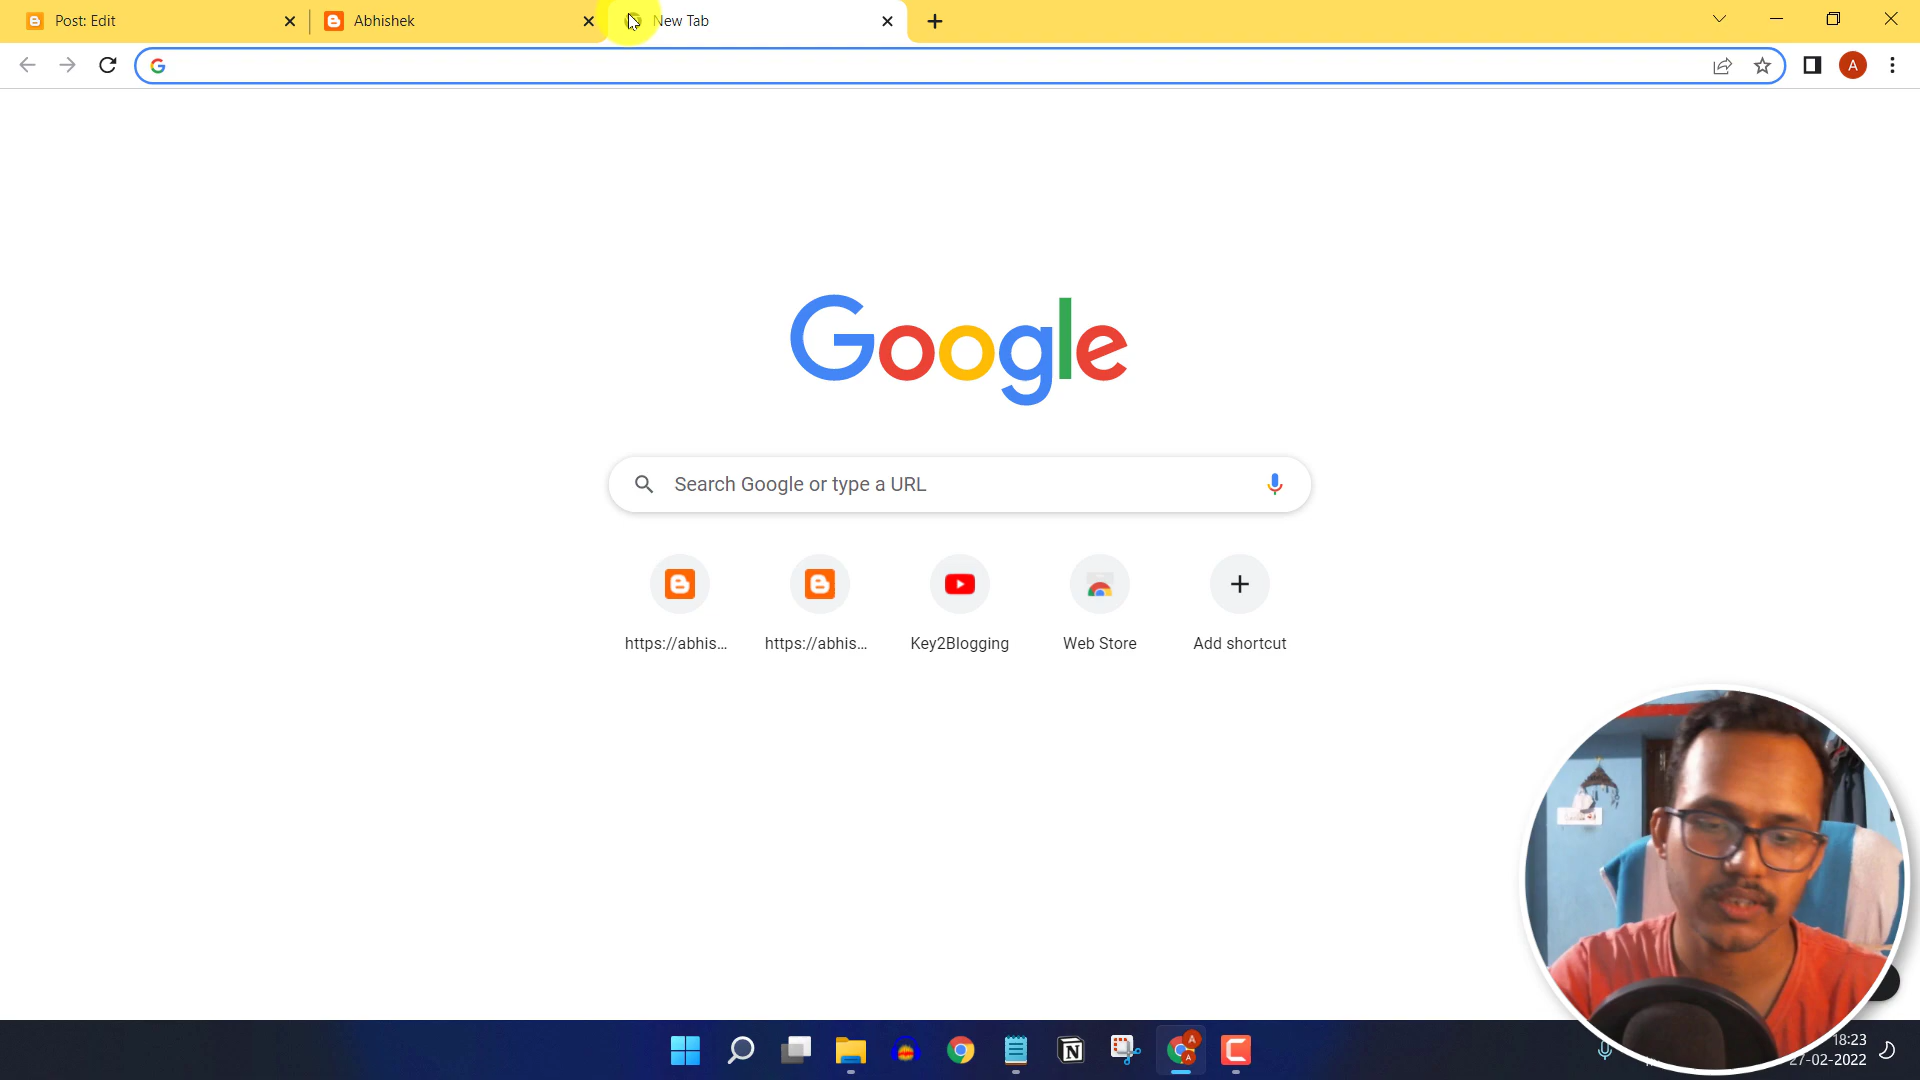 Post: Edit
Abhishek
New Tab
A
Google
Search Google or type a URL
https://abhis...
https://abhis...
Key2Blogging
Web Store
Add shortcut
18:23
27-02-2022